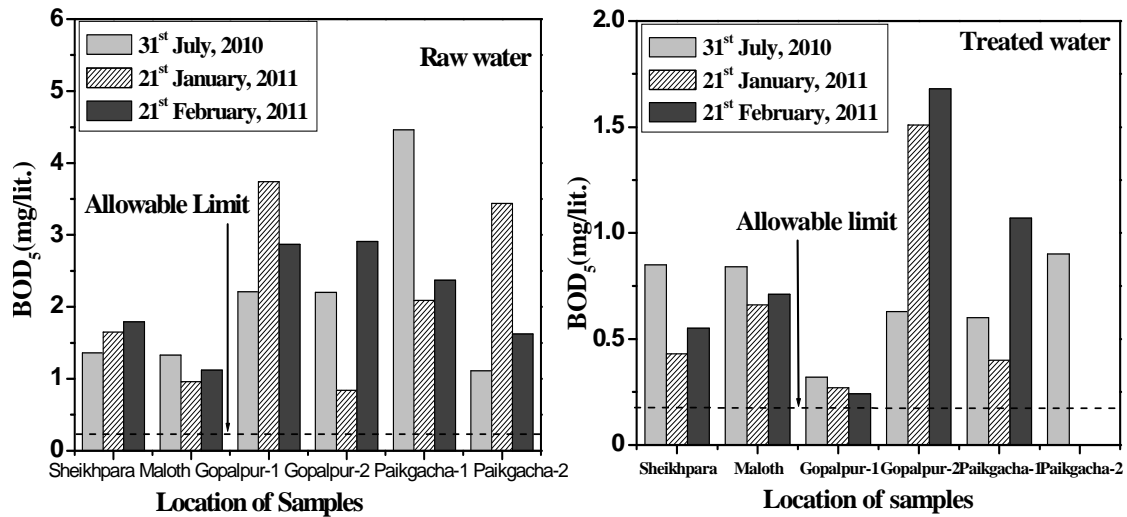 6
5
4
3
2
1
0
BOD5(mg/lit.)
31st July, 2010
21st January, 2011
21st February, 2011
Raw water
Allowable Limit
Sheikhpara Maloth Gopalpur-1 Gopalpur-2 Paikgacha-1 Paikgacha-2
Location of Samples
2.0
1.5
1.0
0.5
0.0
BOD5(mg/lit.)
31st July, 2010
21st January, 2011
21st February, 2011
Treated water
Allowable limit
Sheikhpara Maloth Gopalpur-1 Gopalpur-2 Paikgacha-1 Paikgacha-2
Location of samples